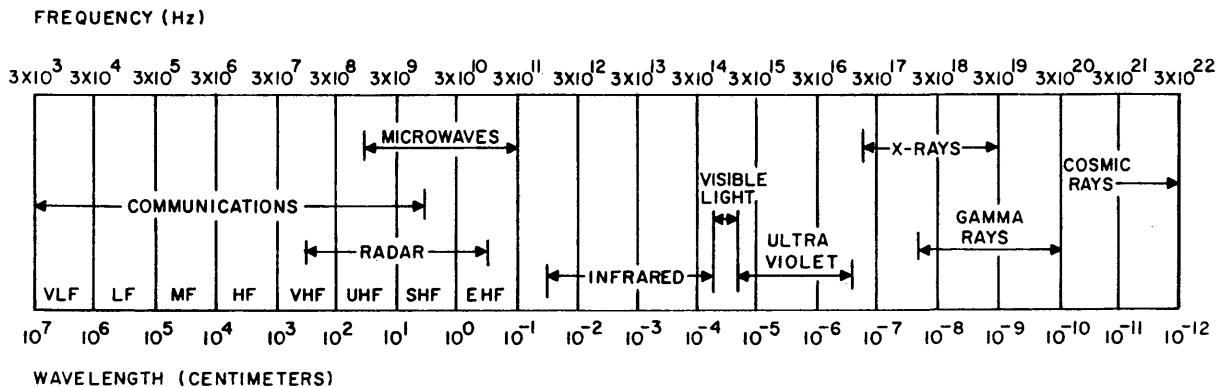 FREQUENCY (Hz)
3X10³ 3X10⁴ 3X10⁵ 3X10⁶ 3X10⁷ 3X10⁸ 3X10⁹ 3X10¹⁰ 3X10¹¹ 3X10¹² 3X10¹³ 3X10¹⁴ 3X10¹⁵ 3X10¹⁶ 3X10¹⁷ 3X10¹⁸ 3X10¹⁹ 3X10²⁰ 3X10²¹ 3X10²²
MICROWAVES
X-RAYS
COSMIC
RAYS
VISIBLE
LIGHT
COMMUNICATIONS
GAMMA
RAYS
RADAR
ULTRA
VIOLET
INFRARED
VLF LF MF HF VHF UHF SHF EHF
10⁷ 10⁶ 10⁵ 10⁴ 10³ 10² 10¹ 10⁰ 10⁻¹ 10⁻² 10⁻³ 10⁻⁴ 10⁻⁵ 10⁻⁶ 10⁻⁷ 10⁻⁸ 10⁻⁹ 10⁻¹⁰ 10⁻¹¹ 10⁻¹²
WAVELENGTH (CENTIMETERS)